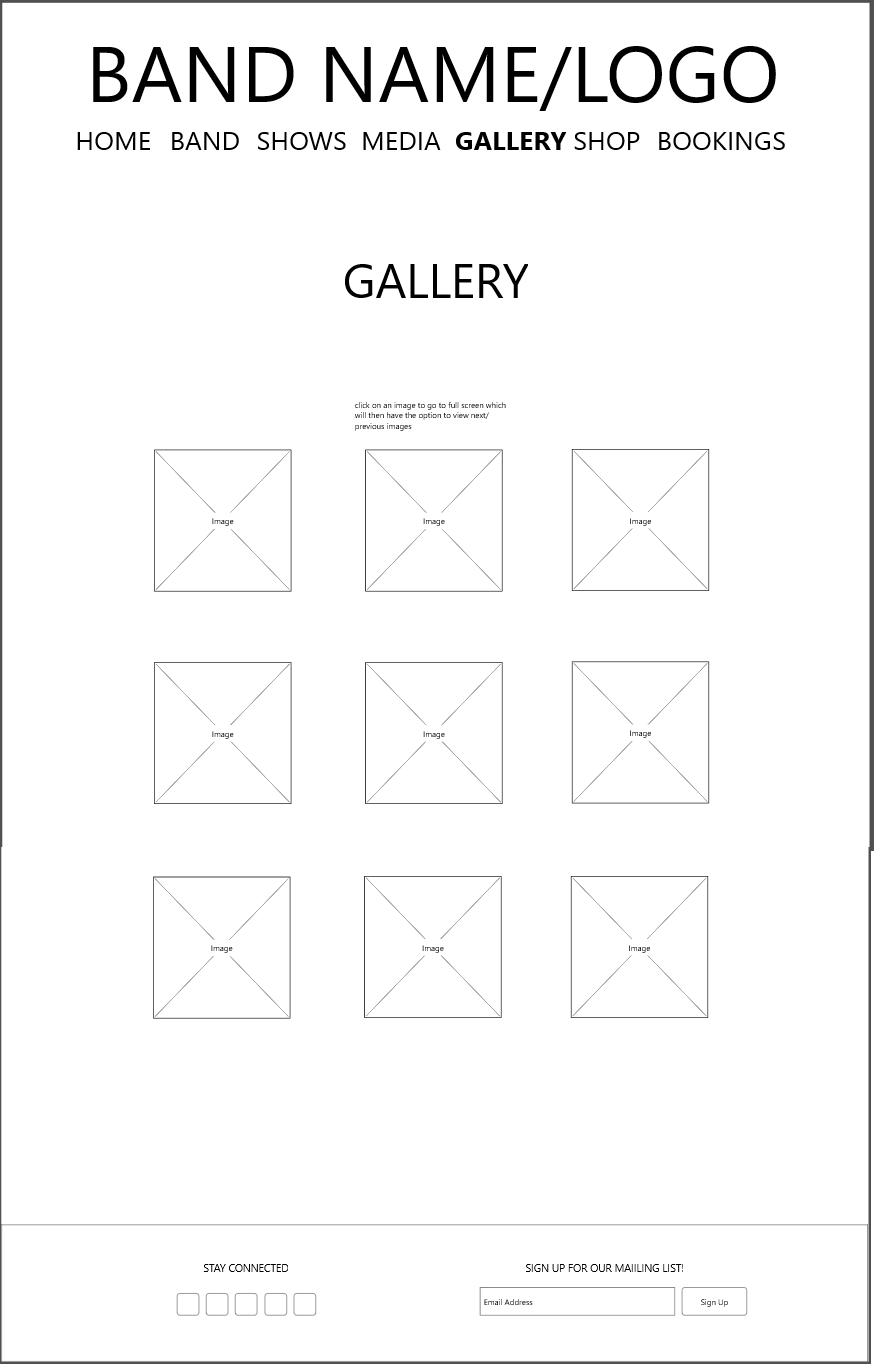 BAND NAME/LOGO
HOME BAND SHOWS MEDIA GALLERY SHOP BOOKINGS
GALLERY
click on an image to go to full screen which
will then have the option to view next/
previous images
Image Image Image
Image Image Image
Image Image Image
STAY CONNECTED
SIGN UP FOR OUR MAIILING LIST!
Email Address
Sign Up